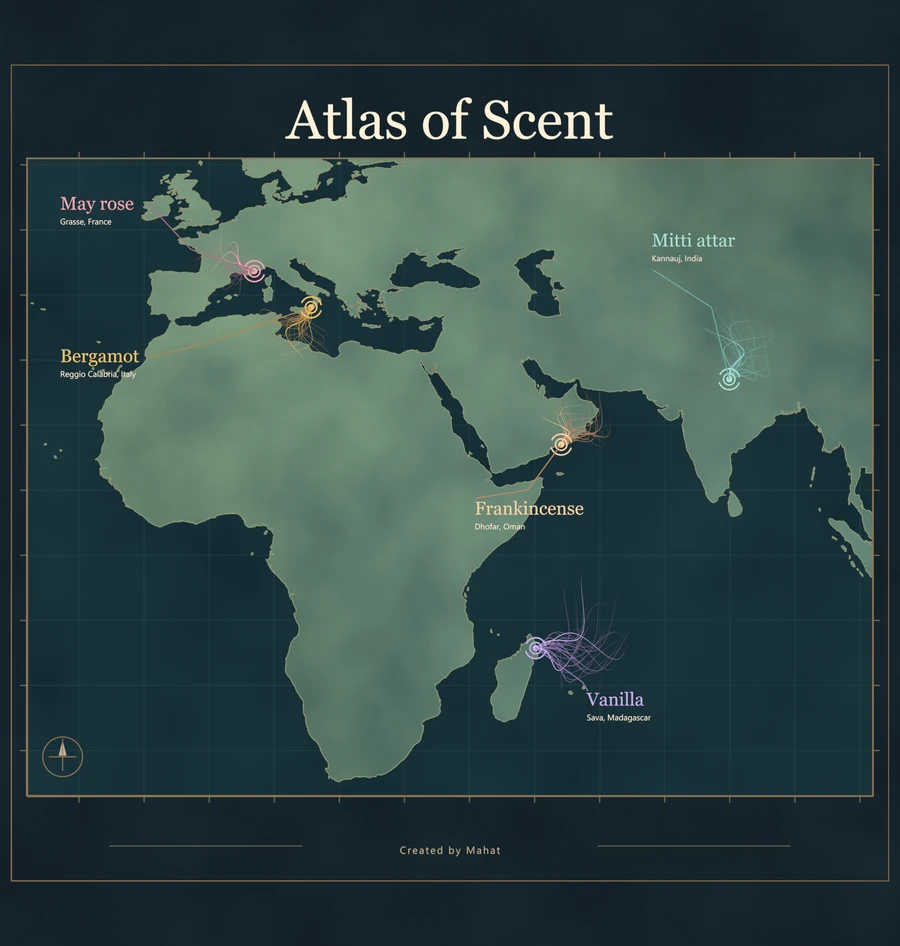 Atlas of Scent
May rose
Grasse, France
Mitti attar
Kannauj, India
Bergamot
Reggio Calabria, Italy
Frankincense
Dhofar, Oman
Vanilla
Sava, Madagascar
Created by Mahat